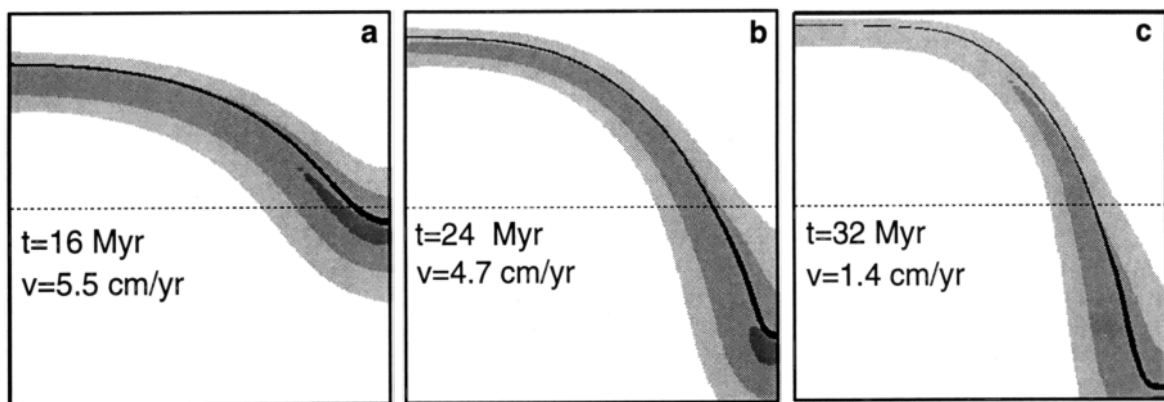 a
t=16 Myr
v=5.5 cm/yr
b
t=24 Myr
v=4.7 cm/yr
c
t=32 Myr
v=1.4 cm/yr